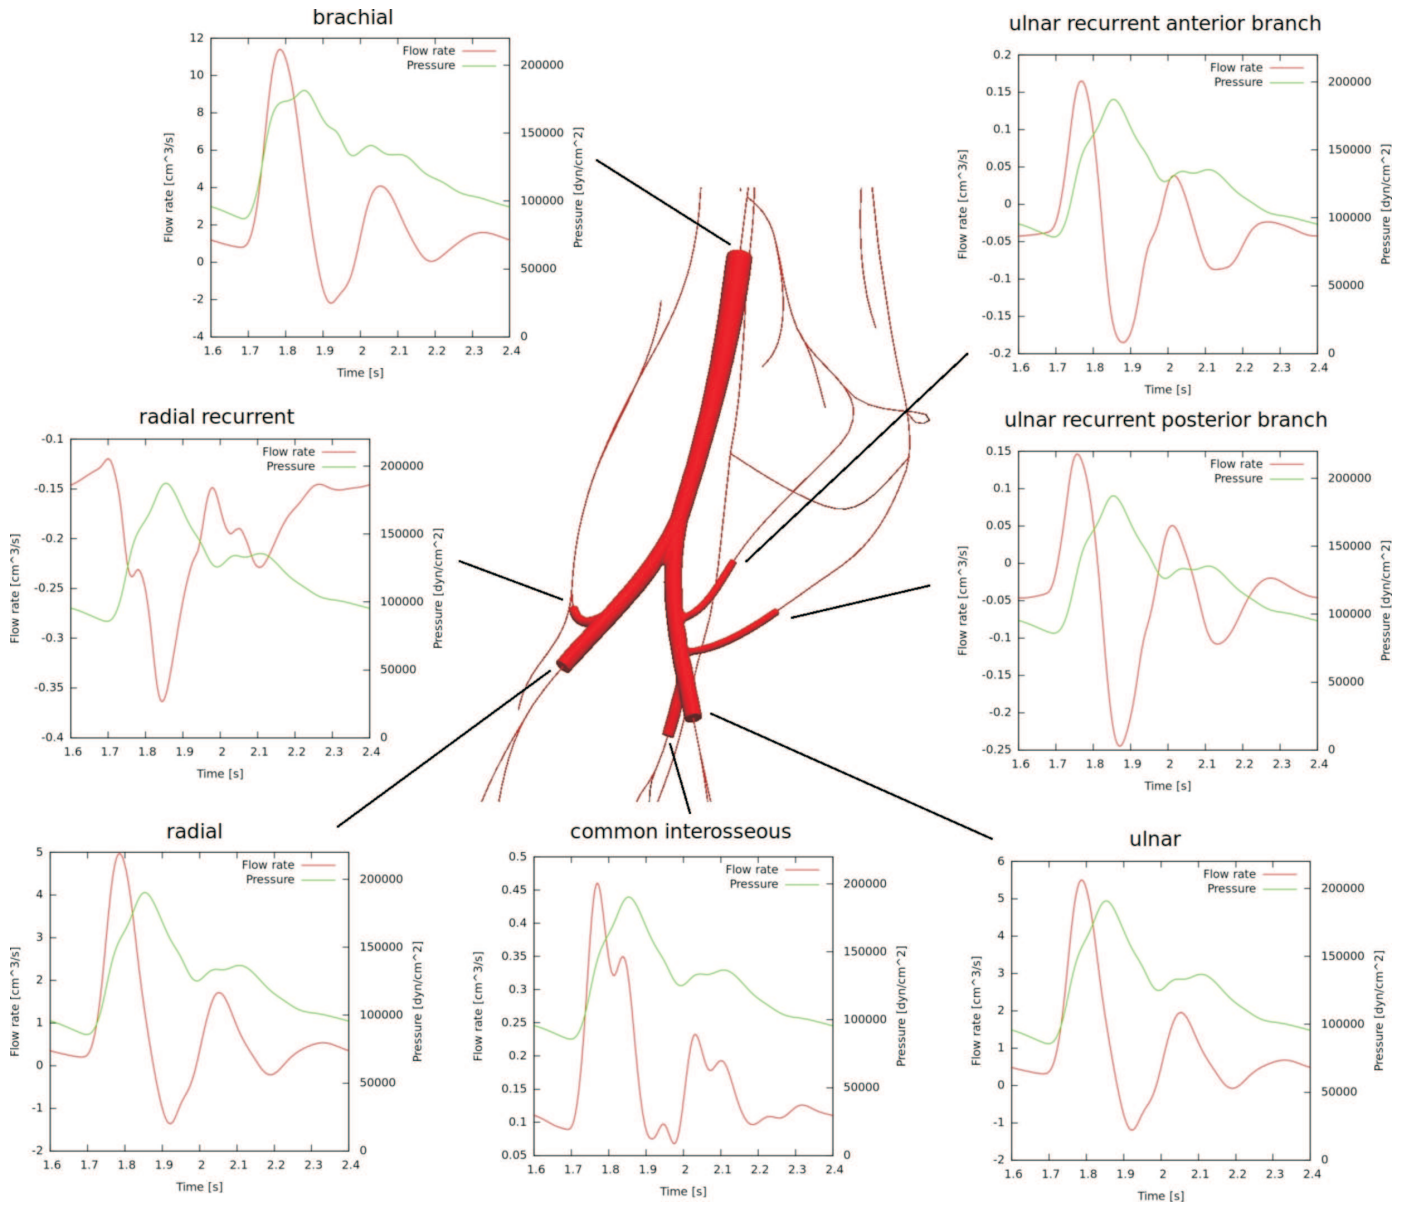 brachial
Flow rate
Pressure
12
10
8
6
4
2
0
-2
-4
200000
150000
100000
50000
0
1.6 1.7 1.8 1.9 2 2.1 2.2 2.3 2.4
Time [s]
Flow rate [cm^3/s]
Pressure [dyn/cm^2]
ulnar recurrent anterior branch
Flow rate
Pressure
0.2
0.15
0.1
0.05
0
-0.05
-0.1
-0.15
-0.2
200000
150000
100000
50000
0
1.6 1.7 1.8 1.9 2 2.1 2.2 2.3 2.4
Time [s]
Flow rate [cm^3/s]
Pressure [dyn/cm^2]
radial recurrent
Flow rate
Pressure
-0.1
-0.15
-0.2
-0.25
-0.3
-0.35
-0.4
200000
150000
100000
50000
0
1.6 1.7 1.8 1.9 2 2.1 2.2 2.3 2.4
Time [s]
Flow rate [cm^3/s]
Pressure [dyn/cm^2]
ulnar recurrent posterior branch
Flow rate
Pressure
0.15
0.1
0.05
0
-0.05
-0.1
-0.15
-0.2
-0.25
200000
150000
100000
50000
0
1.6 1.7 1.8 1.9 2 2.1 2.2 2.3 2.4
Time [s]
Flow rate [cm^3/s]
Pressure [dyn/cm^2]
radial
Flow rate
Pressure
5
4
3
2
1
0
-1
-2
200000
150000
100000
50000
0
1.6 1.7 1.8 1.9 2 2.1 2.2 2.3 2.4
Time [s]
Flow rate [cm^3/s]
Pressure [dyn/cm^2]
common interosseous
Flow rate
Pressure
0.5
0.45
0.4
0.35
0.3
0.25
0.2
0.15
0.1
0.05
200000
150000
100000
50000
0
1.6 1.7 1.8 1.9 2 2.1 2.2 2.3 2.4
Time [s]
Flow rate [cm^3/s]
Pressure [dyn/cm^2]
ulnar
Flow rate
Pressure
6
5
4
3
2
1
0
-1
-2
200000
150000
100000
50000
0
1.6 1.7 1.8 1.9 2 2.1 2.2 2.3 2.4
Time [s]
Flow rate [cm^3/s]
Pressure [dyn/cm^2]